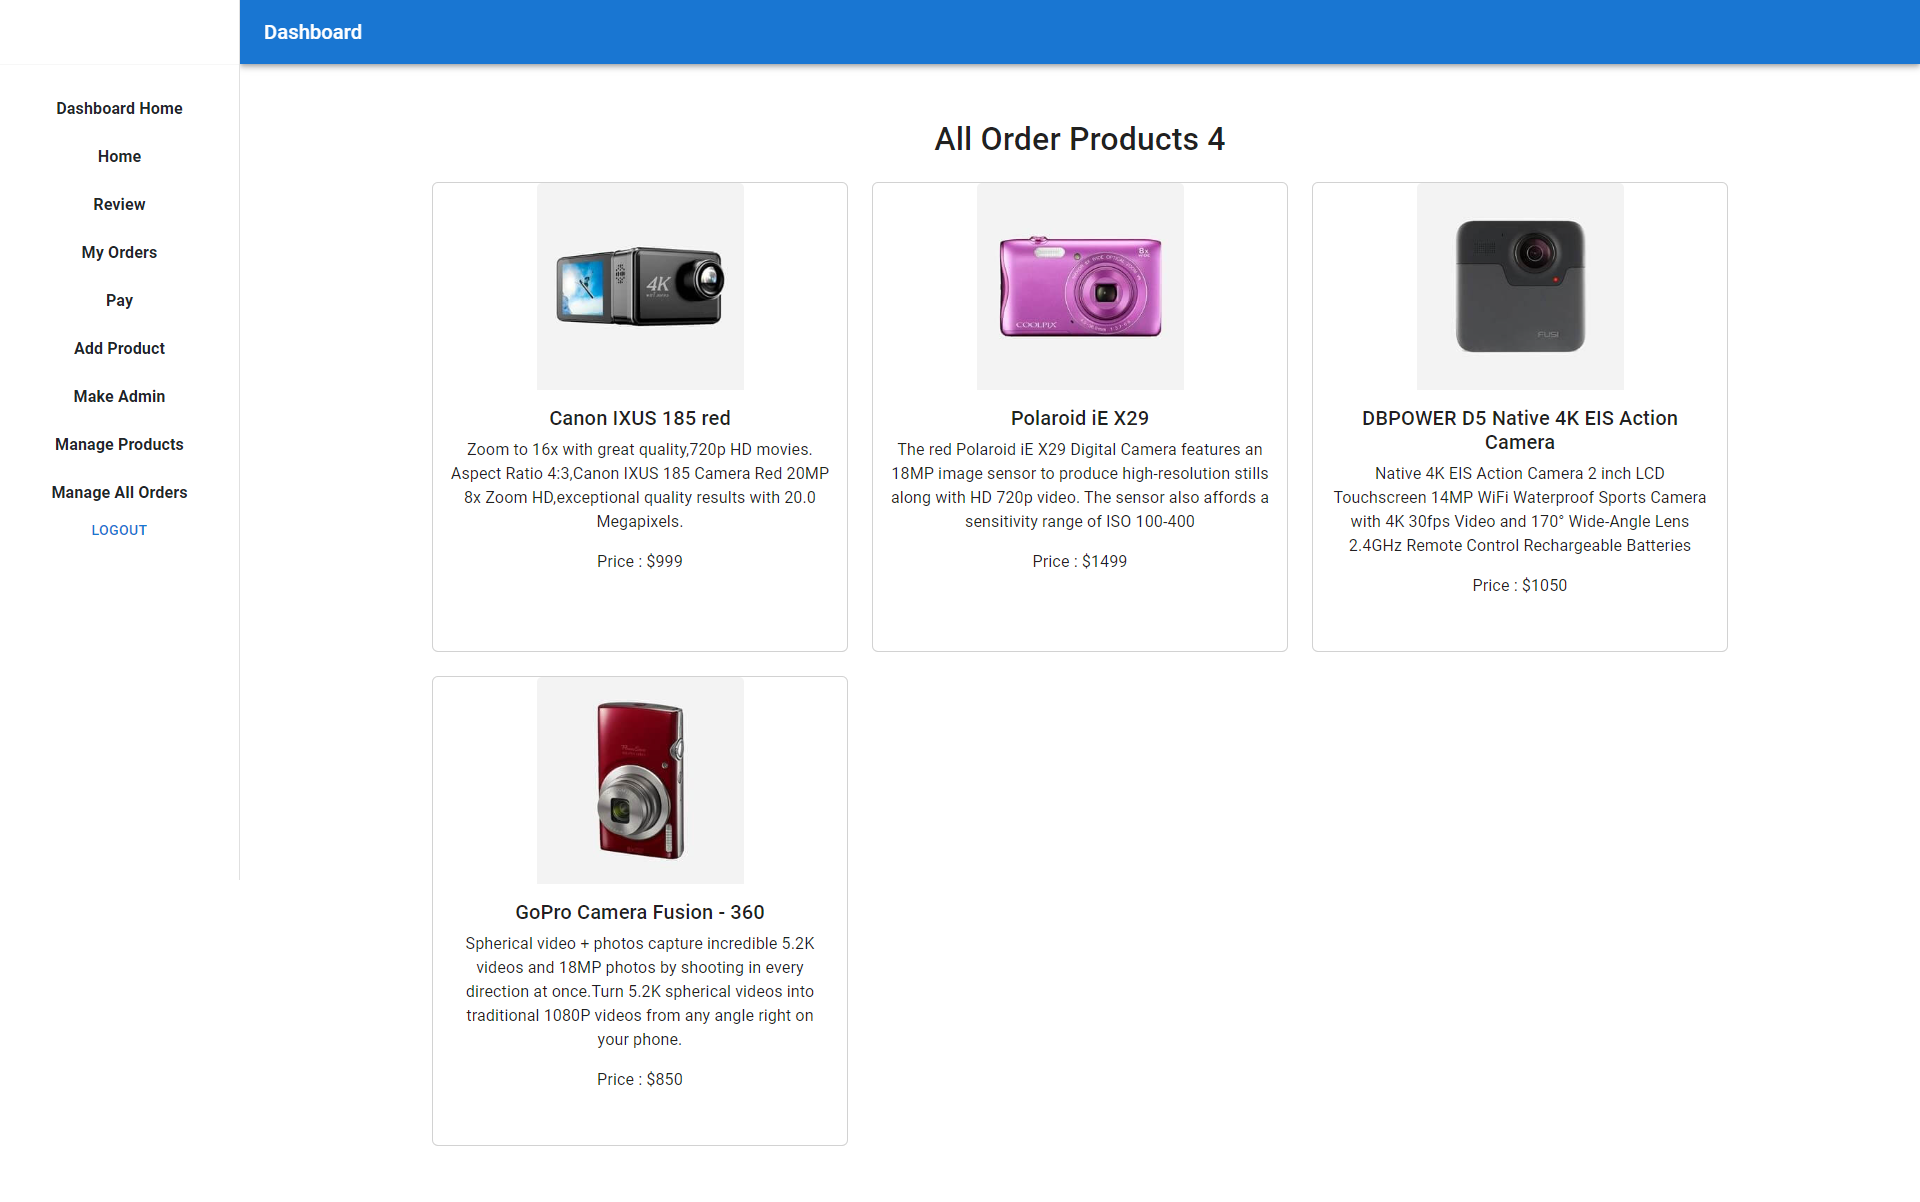 Dashboard
Dashboard Home
Home
Review
My Orders
Pay
Add Product
Make Admin
Manage Products
Manage All Orders
LOGOUT
All Order Products 4
4K
Canon IXUS 185 red
Zoom to 16x with great quality,720p HD movies.
Aspect Ratio 4:3,Canon IXUS 185 Camera Red 20MP
8x Zoom HD,exceptional quality results with 20.0
Megapixels.
Price : $999
8x
COOLPIX
Polaroid iE X29
The red Polaroid iE X29 Digital Camera features an
18MP image sensor to produce high-resolution stills
along with HD 720p video. The sensor also affords a
sensitivity range of ISO 100-400
Price : $1499
FUSI
DBPOWER D5 Native 4K EIS Action
Camera
Native 4K EIS Action Camera 2 inch LCD
Touchscreen 14MP WiFi Waterproof Sports Camera
with 4K 30fps Video and 170° Wide-Angle Lens
2.4GHz Remote Control Rechargeable Batteries
Price : $1050
GoPro Camera Fusion - 360
Spherical video + photos capture incredible 5.2K
videos and 18MP photos by shooting in every
direction at once.Turn 5.2K spherical videos into
traditional 1080P videos from any angle right on
your phone.
Price : $850